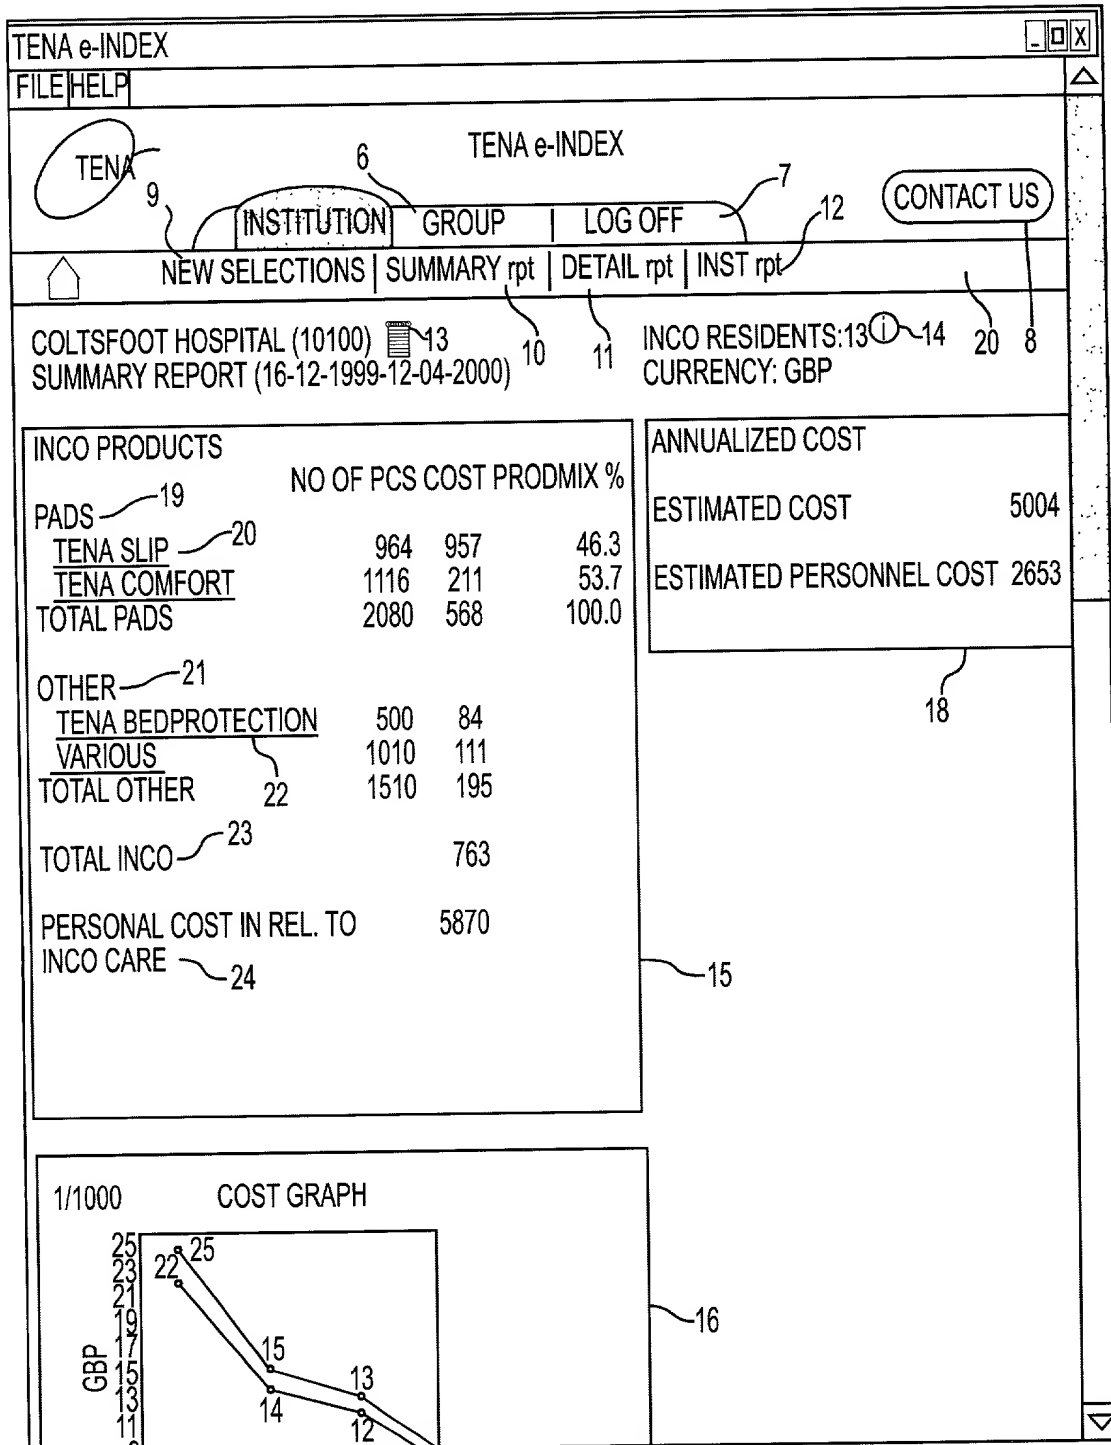 TENA e-INDEX
FILE HELP
TENA
TENA e-INDEX
6
7
9
12
CONTACT US
INSTITUTION GROUP | LOG OFF
NEW SELECTIONS | SUMMARY rpt | DETAIL rpt | INST rpt
COLTSFOOT HOSPITAL (10100) 13
10
11
INCO RESIDENTS:13 i 14
20
8
SUMMARY REPORT (16-12-1999-12-04-2000)
CURRENCY: GBP
INCO PRODUCTS
NO OF PCS COST PRODMIX %
PADS 19
TENA SLIP 20 964 957 46.3
TENA COMFORT 1116 211 53.7
TOTAL PADS 2080 568 100.0
OTHER 21
TENA BEDPROTECTION 500 84
VARIOUS 1010 111
TOTAL OTHER 22 1510 195
TOTAL INCO 23 763
PERSONAL COST IN REL. TO 5870
INCO CARE 24
15
ANNUALIZED COST
ESTIMATED COST 5004
ESTIMATED PERSONNEL COST 2653
18
1/1000 COST GRAPH
25
23
21
19
17
15
13
11
GBP
25
22
15
14
13
12
16